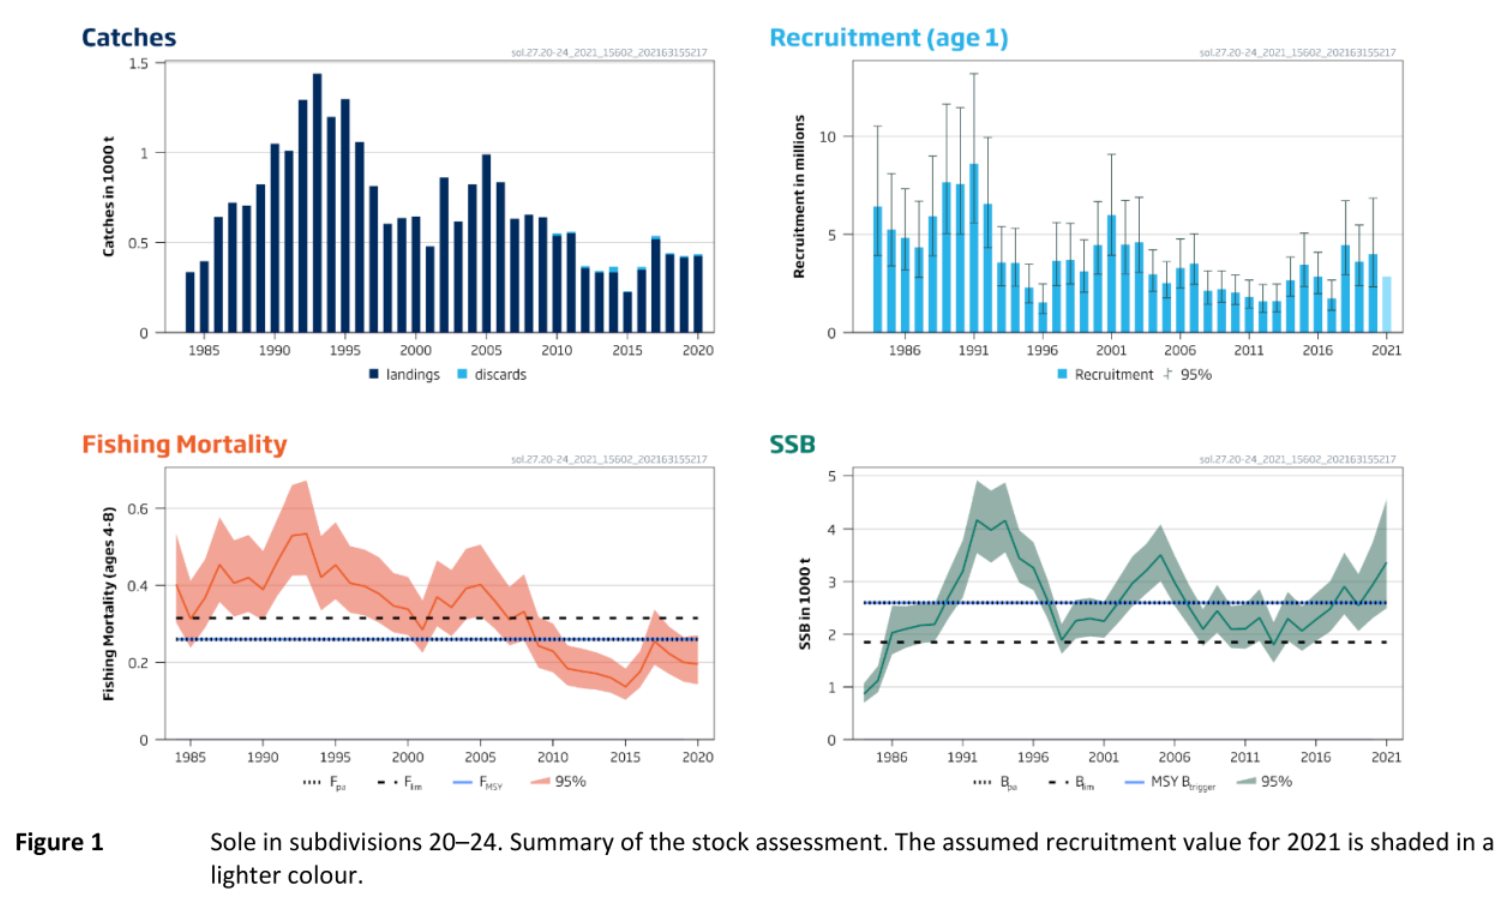 Catches
sol.27.20-24_2021_15602_202163155217
Catches in 1000 t
1.5
1
0.5
0
1985 1990 1995 2000 2005 2010 2015 2020
landings discards
Recruitment (age 1)
sol.27.20-24_2021_15602_202163155217
Recruitment in millions
10
5
0
1986 1991 1996 2001 2006 2011 2016 2021
Recruitment 95%
Fishing Mortality
sol.27.20-24_2021_15602_202163155217
Fishing Mortality (ages 4-8)
0.6
0.4
0.2
0
1985 1990 1995 2000 2005 2010 2015 2020
Fpa Flim FMSY 95%
SSB
sol.27.20-24_2021_15602_202163155217
SSB in 1000 t
5
4
3
2
1
0
1986 1991 1996 2001 2006 2011 2016 2021
Bpa Blim MSY Btrigger 95%
Figure 1 Sole in subdivisions 20–24. Summary of the stock assessment. The assumed recruitment value for 2021 is shaded in a
lighter colour.